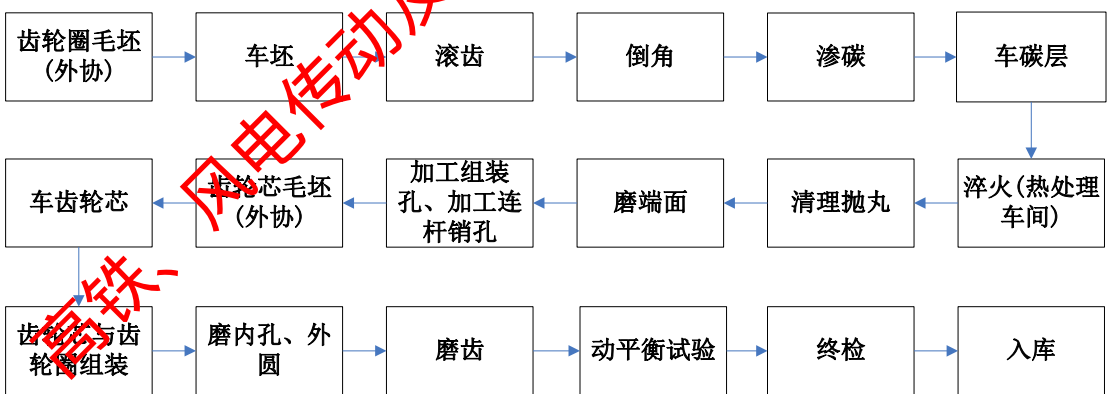 齿轮圈毛坯
(外协)
车坯
滚齿
倒角
渗碳
车碳层
淬火(热处理
车间)
清理抛丸
磨端面
加工组装
孔、加工连
杆销孔
齿轮芯毛坯
(外协)
车齿轮芯
齿轮芯与齿
轮圈组装
磨内孔、外
圆
磨齿
动平衡试验
终检
入库
高铁、风电传动及